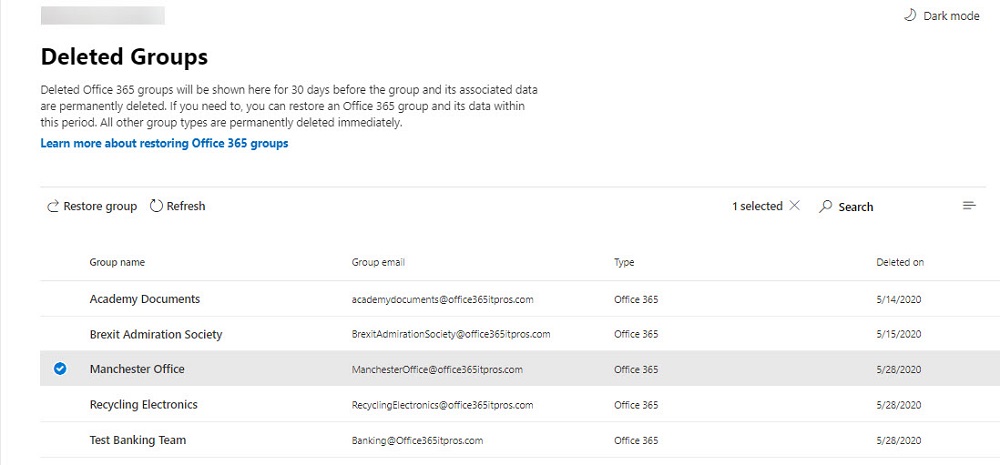 Dark mode
Deleted Groups
Deleted Office 365 groups will be shown here for 30 days before the group and its associated data
are permanently deleted. If you need to, you can restore an Office 365 group and its data within
this period. All other group types are permanently deleted immediately.
Learn more about restoring Office 365 groups
Restore group Refresh 1 selected Search
Group name Group email Type Deleted on
Academy Documents academydocuments@office365itpros.com Office 365 5/14/2020
Brexit Admiration Society BrexitAdmirationSociety@office365itpros.com Office 365 5/15/2020
Manchester Office ManchesterOffice@office365itpros.com Office 365 5/28/2020
Recycling Electronics RecyclingElectronics@office365itpros.com Office 365 5/28/2020
Test Banking Team Banking@Office365itpros.com Office 365 5/28/2020